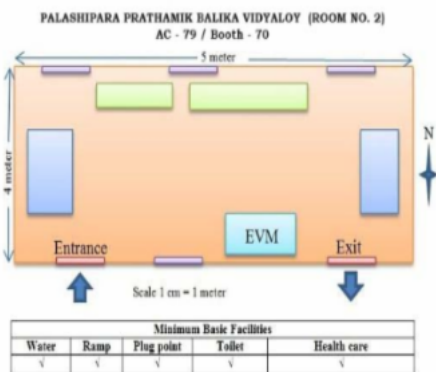 PALASHIPARA PRATHAMIK BALIKA VIDYALOY (ROOM NO. 2)
AC - 79 / Booth - 70
5 meter
4 meter
N
EVM
Entrance
Exit
Scale 1 cm = 1 meter
Minimum Basic Facilities
Water Ramp Plug point Toilet Health care
√ √ √ √ √